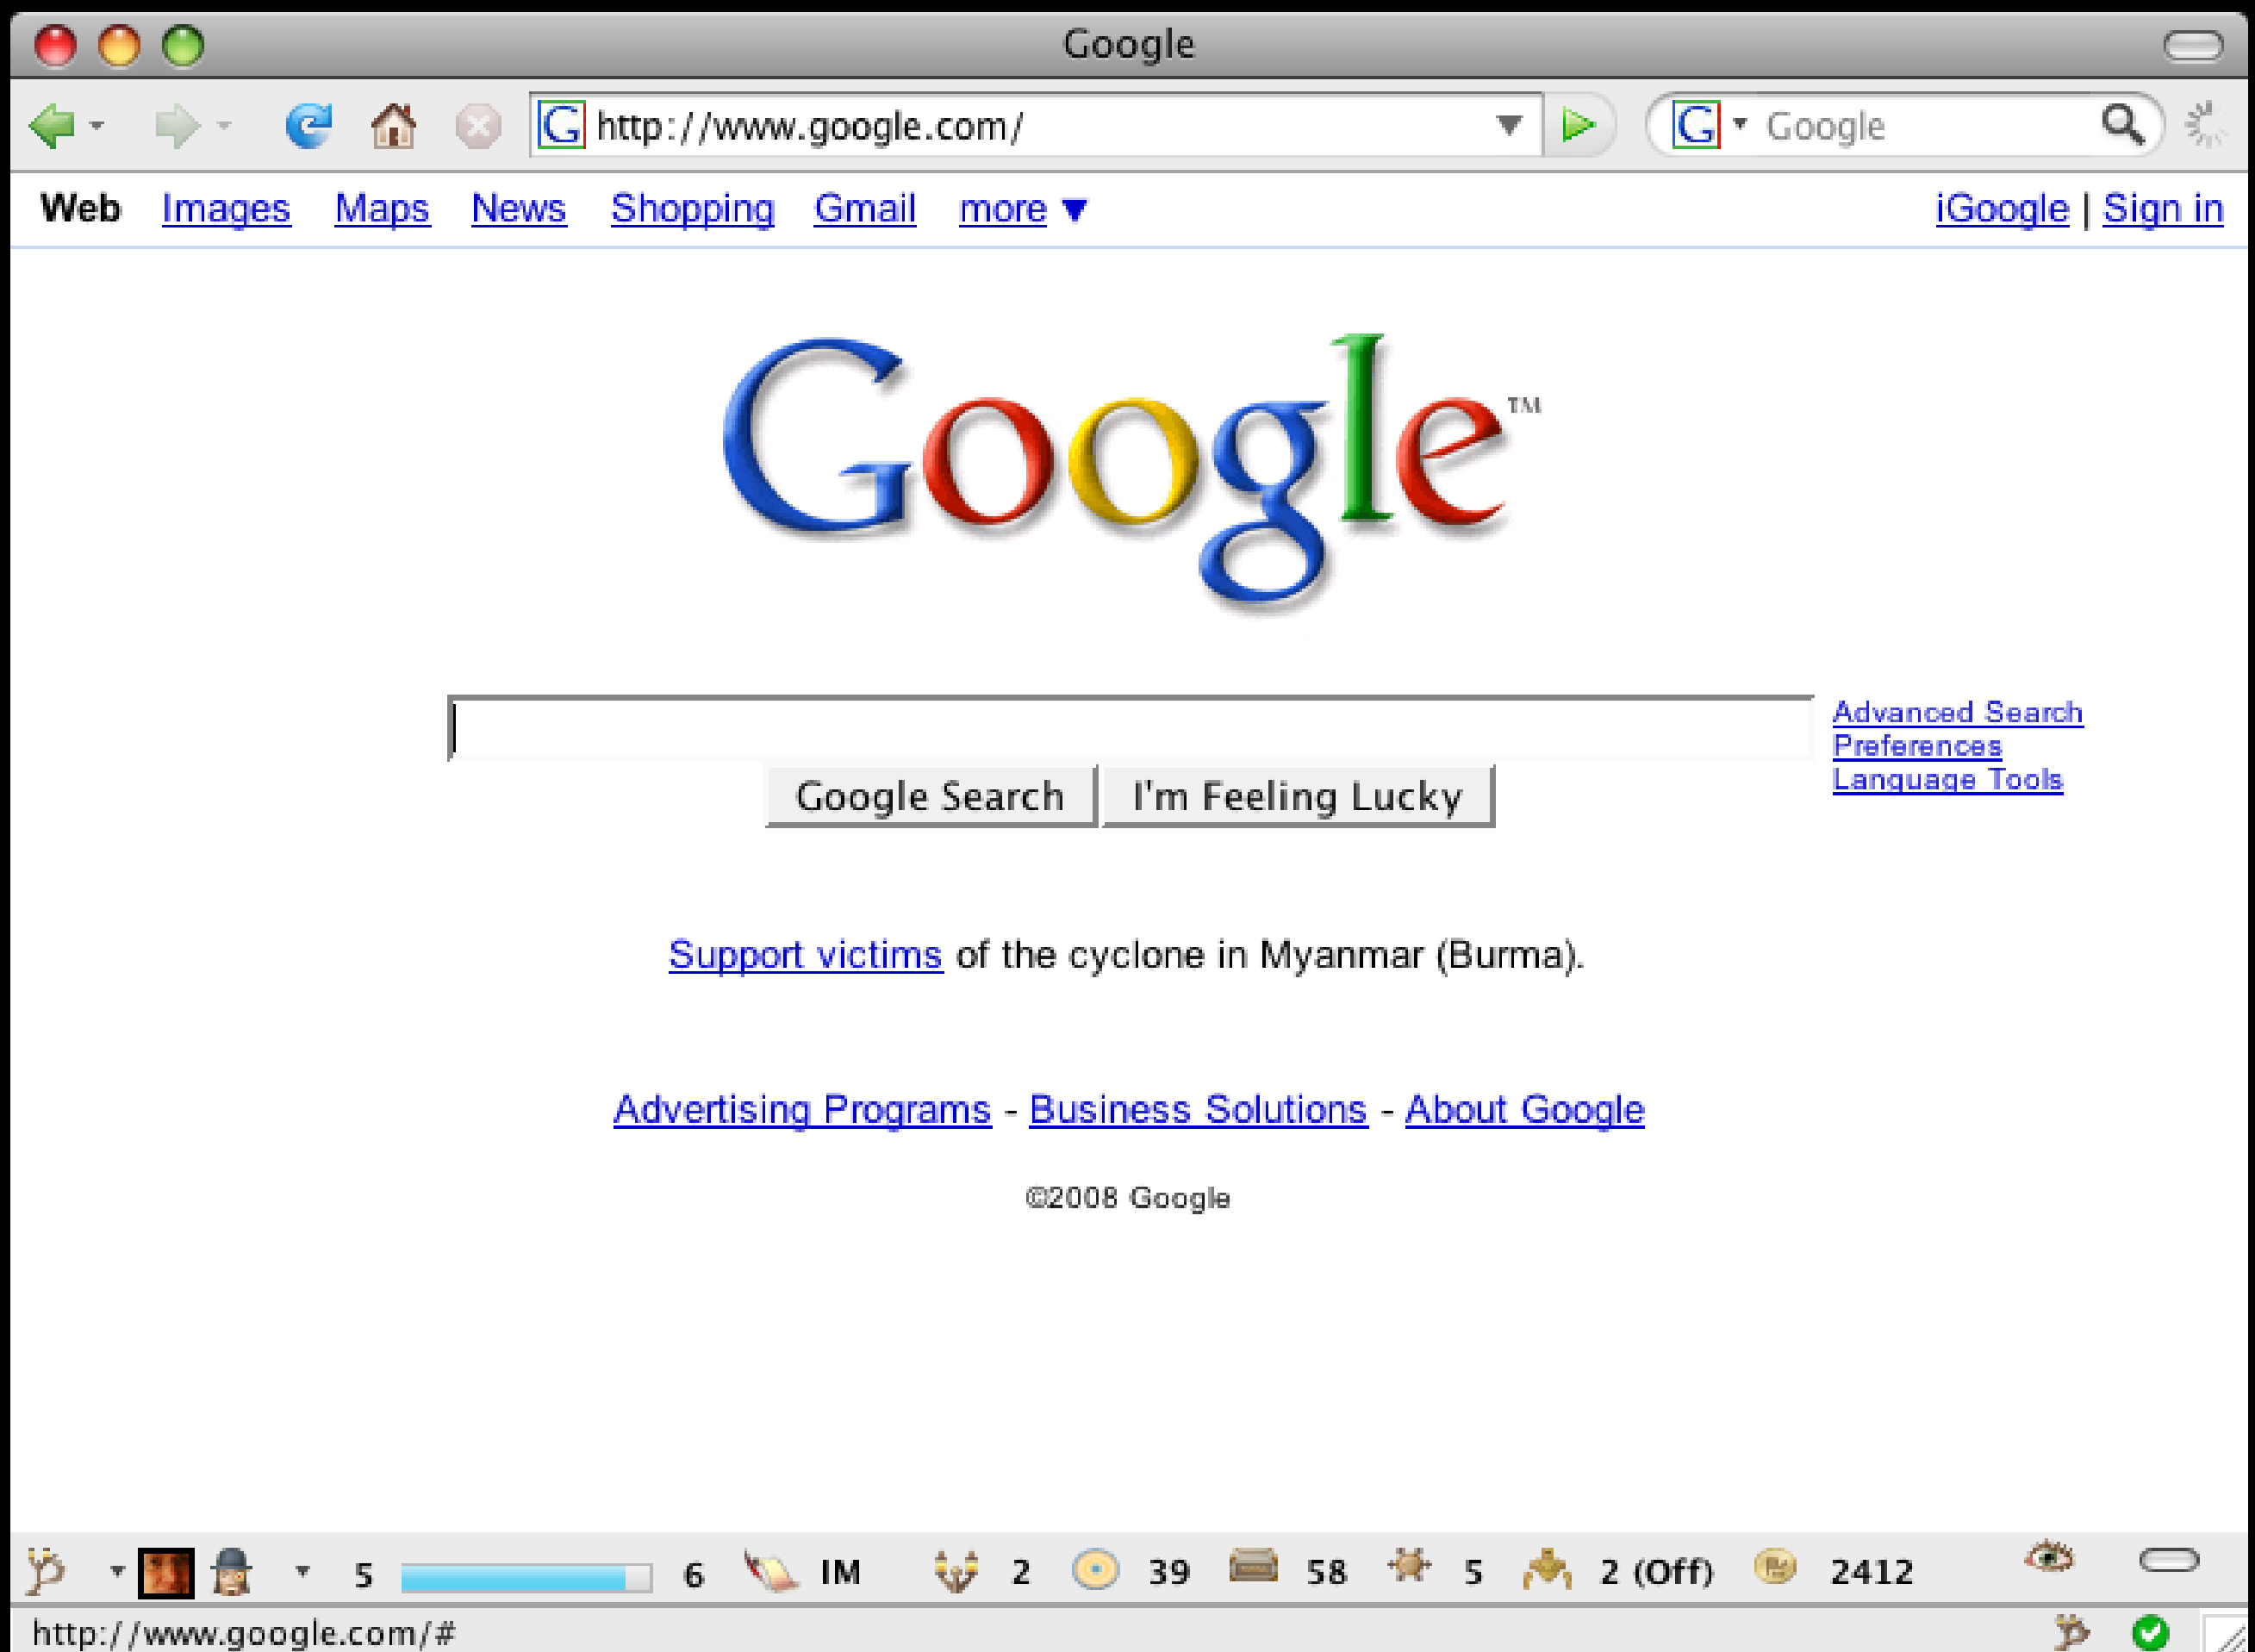 Google
http://www.google.com/ Google
Web Images Maps News Shopping Gmail more iGoogle | Sign in
Google™
Advanced Search
Preferences
Language Tools
Google Search I'm Feeling Lucky
Support victims of the cyclone in Myanmar (Burma).
Advertising Programs - Business Solutions - About Google
©2008 Google
5 6 IM 2 39 58 5 2 (Off) 2412
http://www.google.com/#